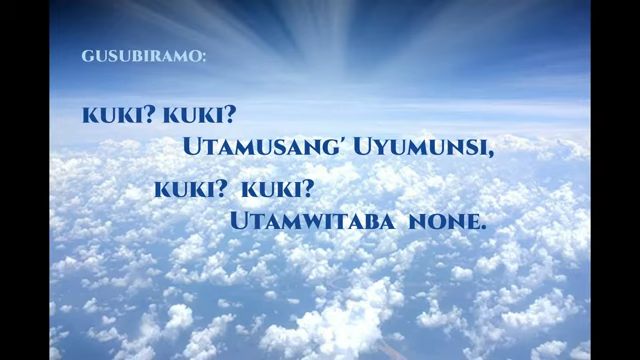 GUSUBIRAMO:
KUKI? KUKI?
UTAMUSANG' UYUMUNSI,
KUKI? KUKI?
UTAMWITABA NONE.